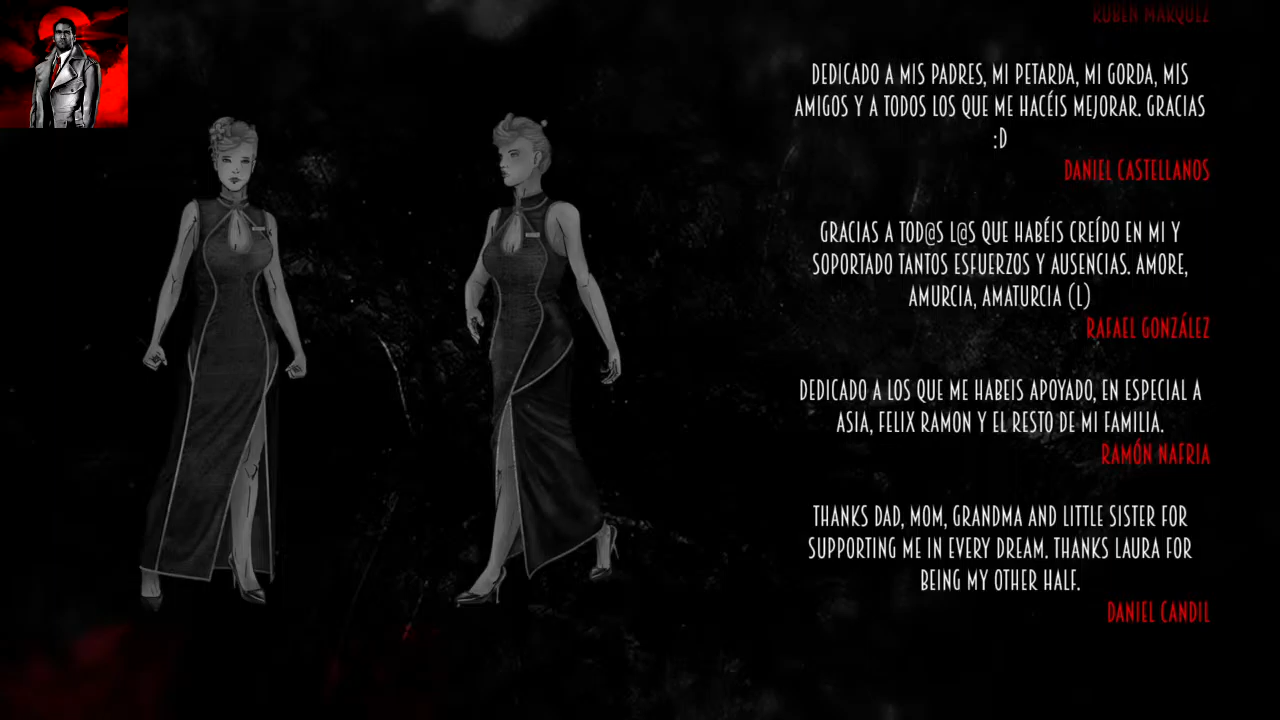 RUBÉN MÁRQUEZ
DEDICADO A MIS PADRES, MI PETARDA, MI GORDA, MIS
AMIGOS Y A TODOS LOS QUE ME HACÉIS MEJORAR. GRACIAS
:D
DANIEL CASTELLANOS
GRACIAS A TOD@S L@S QUE HABÉIS CREÍDO EN MI Y
SOPORTADO TANTOS ESFUERZOS Y AUSENCIAS. AMORE,
AMURCIA, AMATURCIA (L)
RAFAEL GONZÁLEZ
DEDICADO A LOS QUE ME HABEIS APOYADO, EN ESPECIAL A
ASIA, FELIX RAMON Y EL RESTO DE MI FAMILIA.
RAMÓN NAFRIA
THANKS DAD, MOM, GRANDMA AND LITTLE SISTER FOR
SUPPORTING ME IN EVERY DREAM. THANKS LAURA FOR
BEING MY OTHER HALF.
DANIEL CANDIL